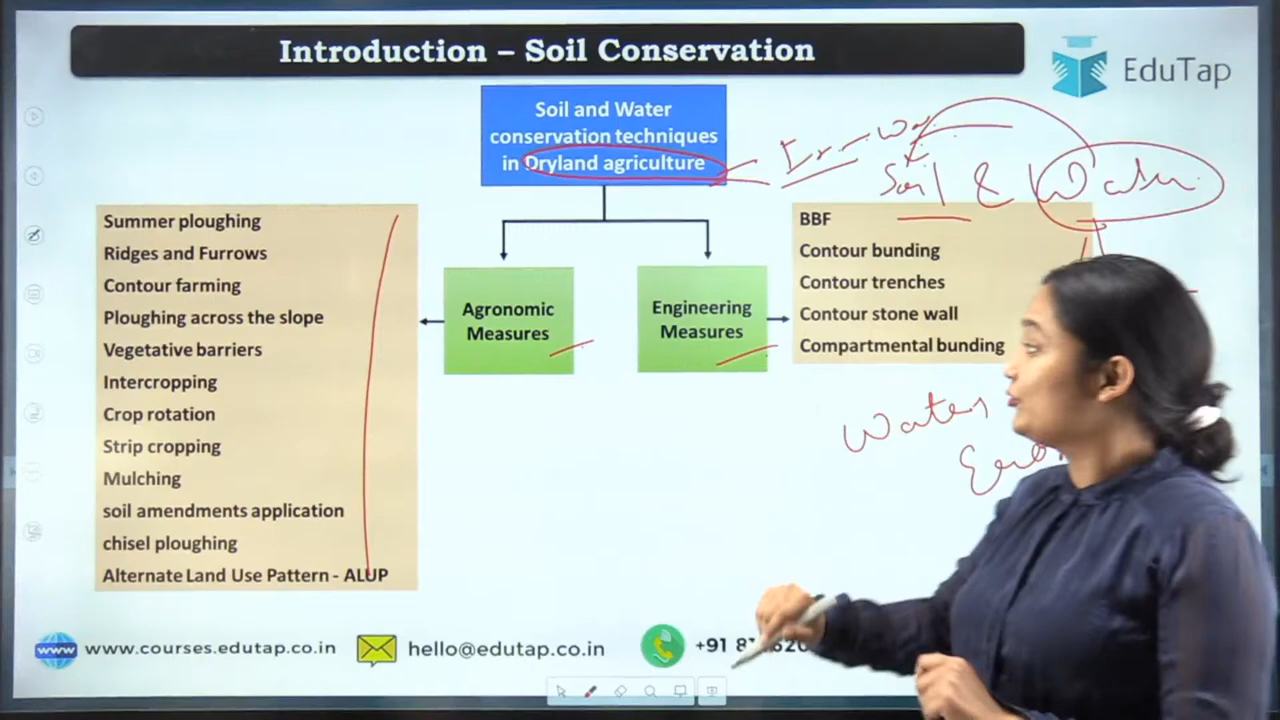 Introduction – Soil Conservation
EduTap
Soil and Water
conservation techniques
in Dryland agriculture
Soil & Water
Summer ploughing
Ridges and Furrows
Contour farming
Ploughing across the slope
Vegetative barriers
Intercropping
Crop rotation
Strip cropping
Mulching
soil amendments application
chisel ploughing
Alternate Land Use Pattern - ALUP
Agronomic
Measures
Engineering
Measures
BBF
Contour bunding
Contour trenches
Contour stone wall
Compartmental bunding
Water
www
www.courses.edutap.co.in
hello@edutap.co.in
+91